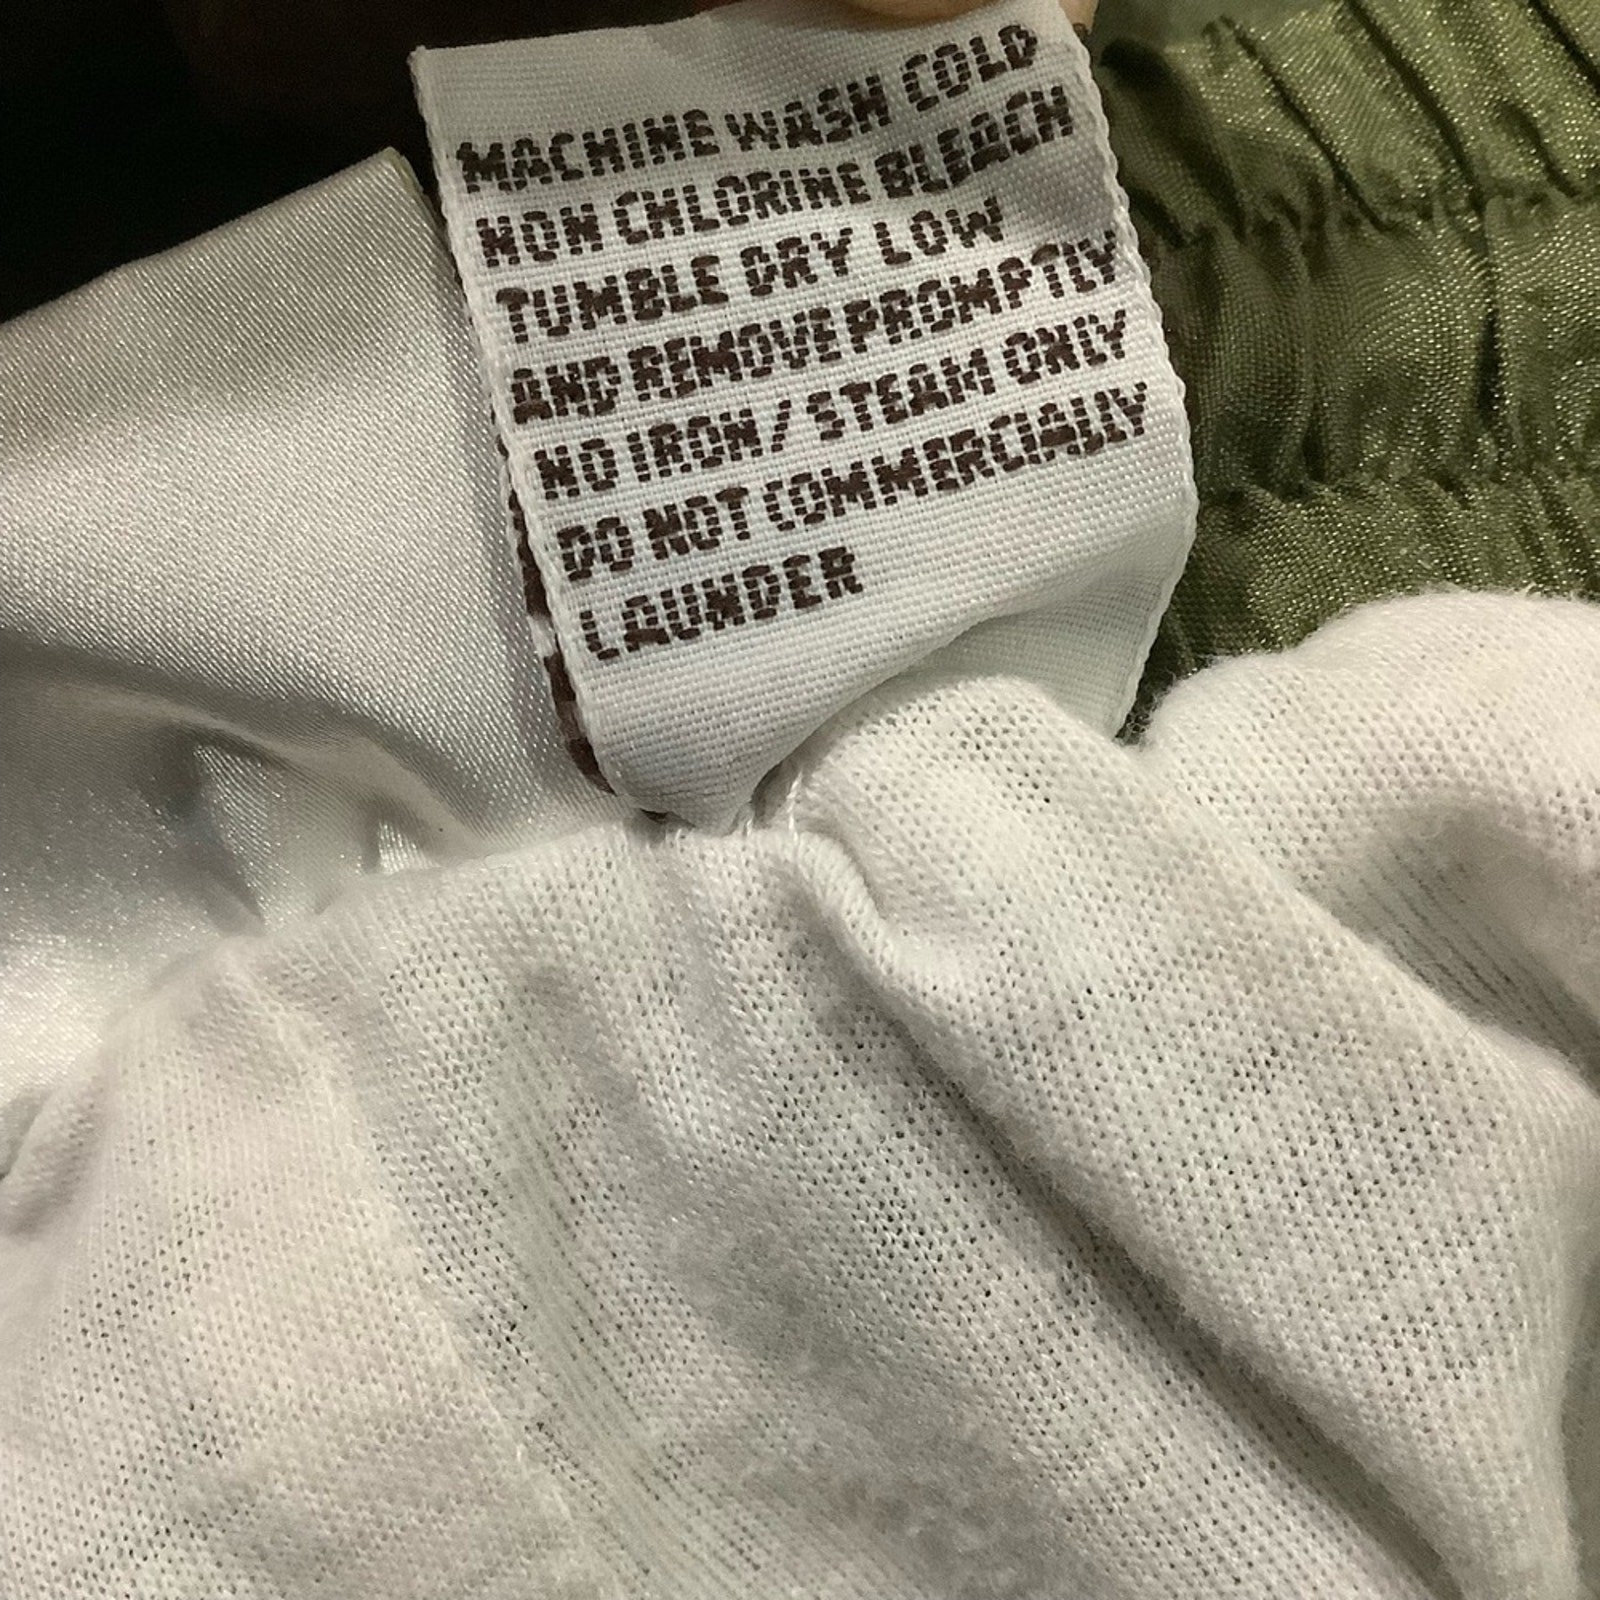 MACHINE WASH COLD
NON CHLORINE BLEACH
TUMBLE DRY LOW
AND REMOVE PROMPTLY
NO IRON / STEAM ONLY
DO NOT COMMERCIALLY
LAUNDER